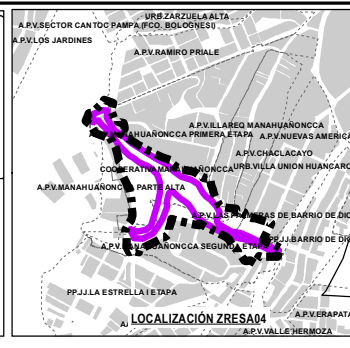 URB.ZARZUELA ALTA
A.P.V.SECTOR CANTOC PAMPA(FCO. BOLOGNESI)
A.P.V.LOS JARDINES
A.P.V.RAMIRO PRIALE
A.P.V.ILLAREQ MANAHUAÑONCCA
MANAHUAÑONCCA PRIMERA ETAPA
A.P.V.NUEVAS AMERICA
A.P.V.CHACLACAYO
COOPERATIVA MANAHUAÑONCCA
URB.VILLA UNION HUANCARO
A.P.V.MANAHUAÑONCCA PARTE ALTA
A.P.V.LAS PALMERAS DE BARRIO DE DIO
PP.JJ.BARRIO DE DIO
A.P.V.MANAHUAÑONCCA SEGUNDA ETAPA
PP.JJ.LA ESTRELLA I ETAPA
A.P.V.ERAPATA
LOCALIZACIÓN ZRESA04
A.P.V.VALLE HERMOZA